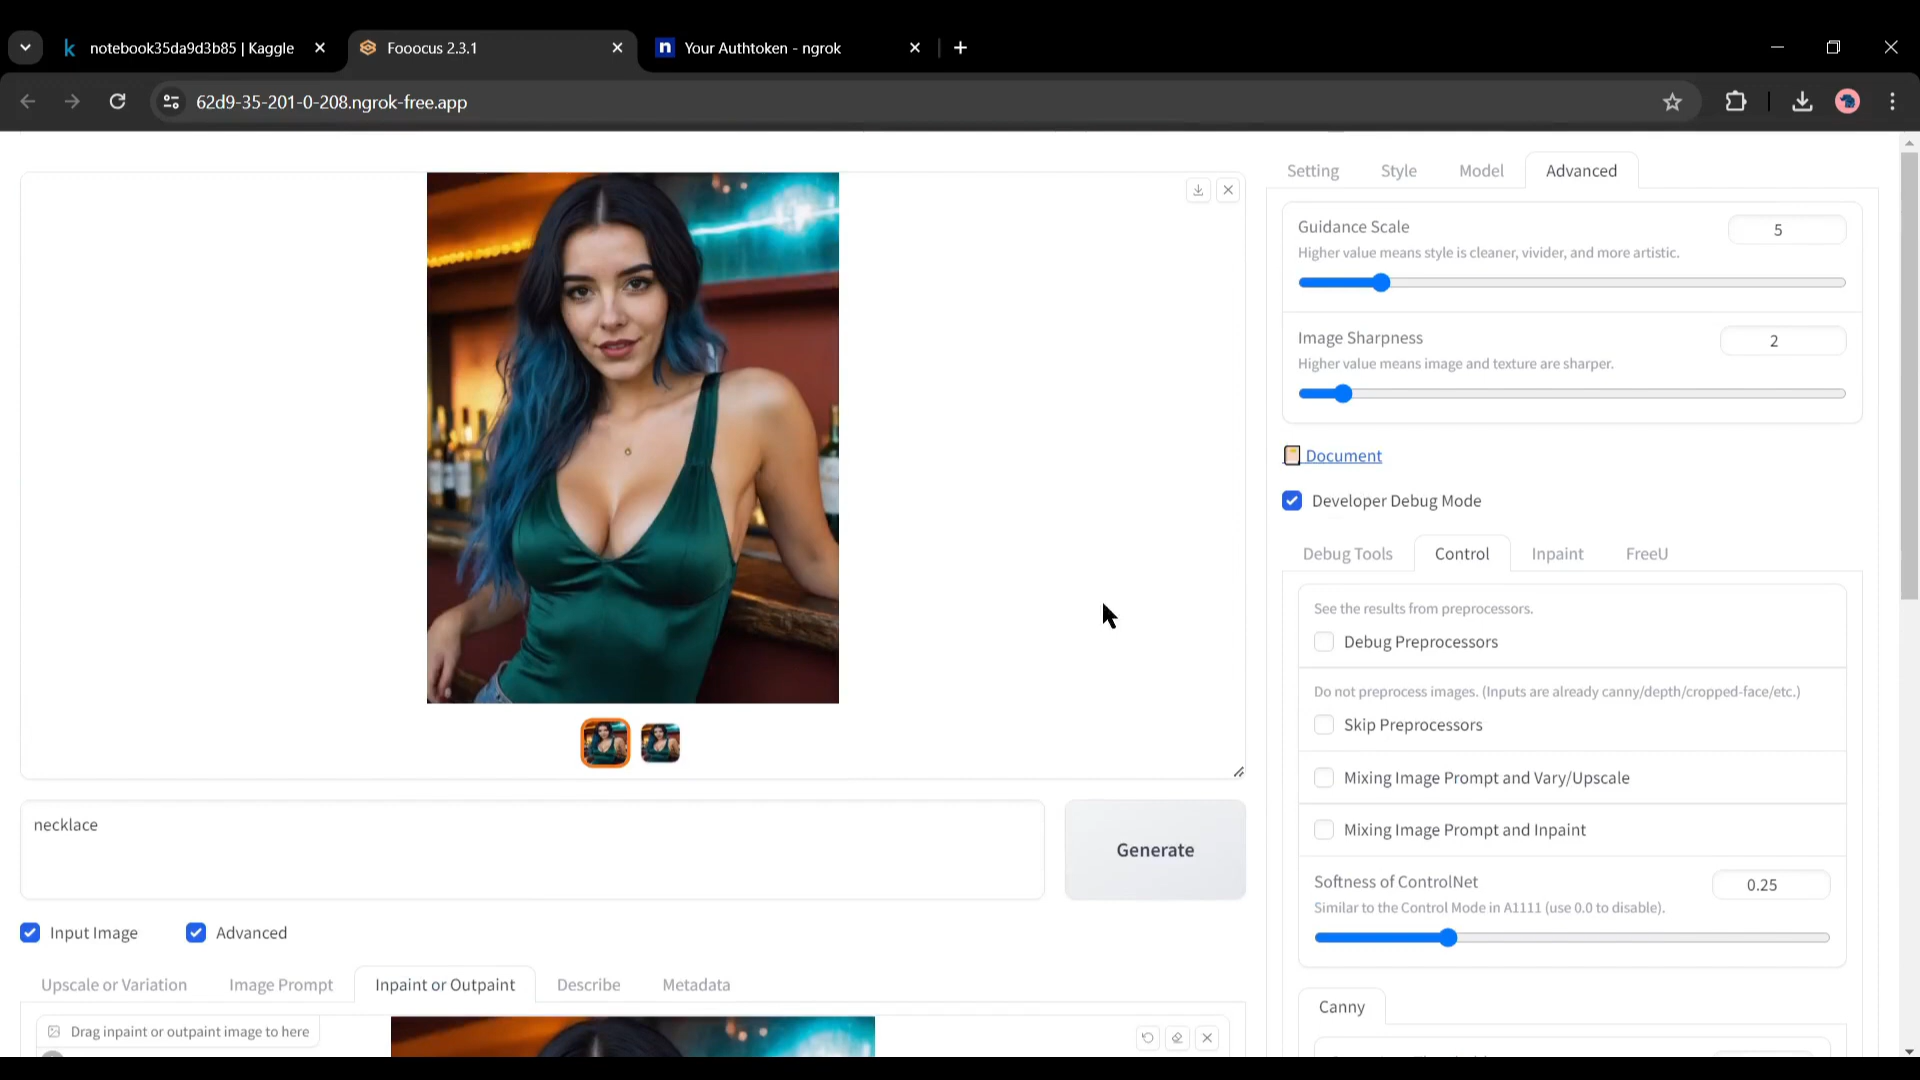 notebook35da9d3b85 | Kaggle
Fooocus 2.3.1
Your Authtoken - ngrok
62d9-35-201-0-208.ngrok-free.app
Setting Style Model Advanced
Guidance Scale
5
Higher value means style is cleaner, vivider, and more artistic.
Image Sharpness
2
Higher value means image and texture are sharper.
Document
Developer Debug Mode
Debug Tools Control Inpaint FreeU
See the results from preprocessors.
Debug Preprocessors
Do not preprocess images. (Inputs are already canny/depth/cropped-face/etc.)
Skip Preprocessors
Mixing Image Prompt and Vary/Upscale
Mixing Image Prompt and Inpaint
Softness of ControlNet
0.25
Similar to the Control Mode in A1111 (use 0.0 to disable).
Canny
necklace
Generate
Input Image Advanced
Upscale or Variation Image Prompt Inpaint or Outpaint Describe Metadata
Drag inpaint or outpaint image to here